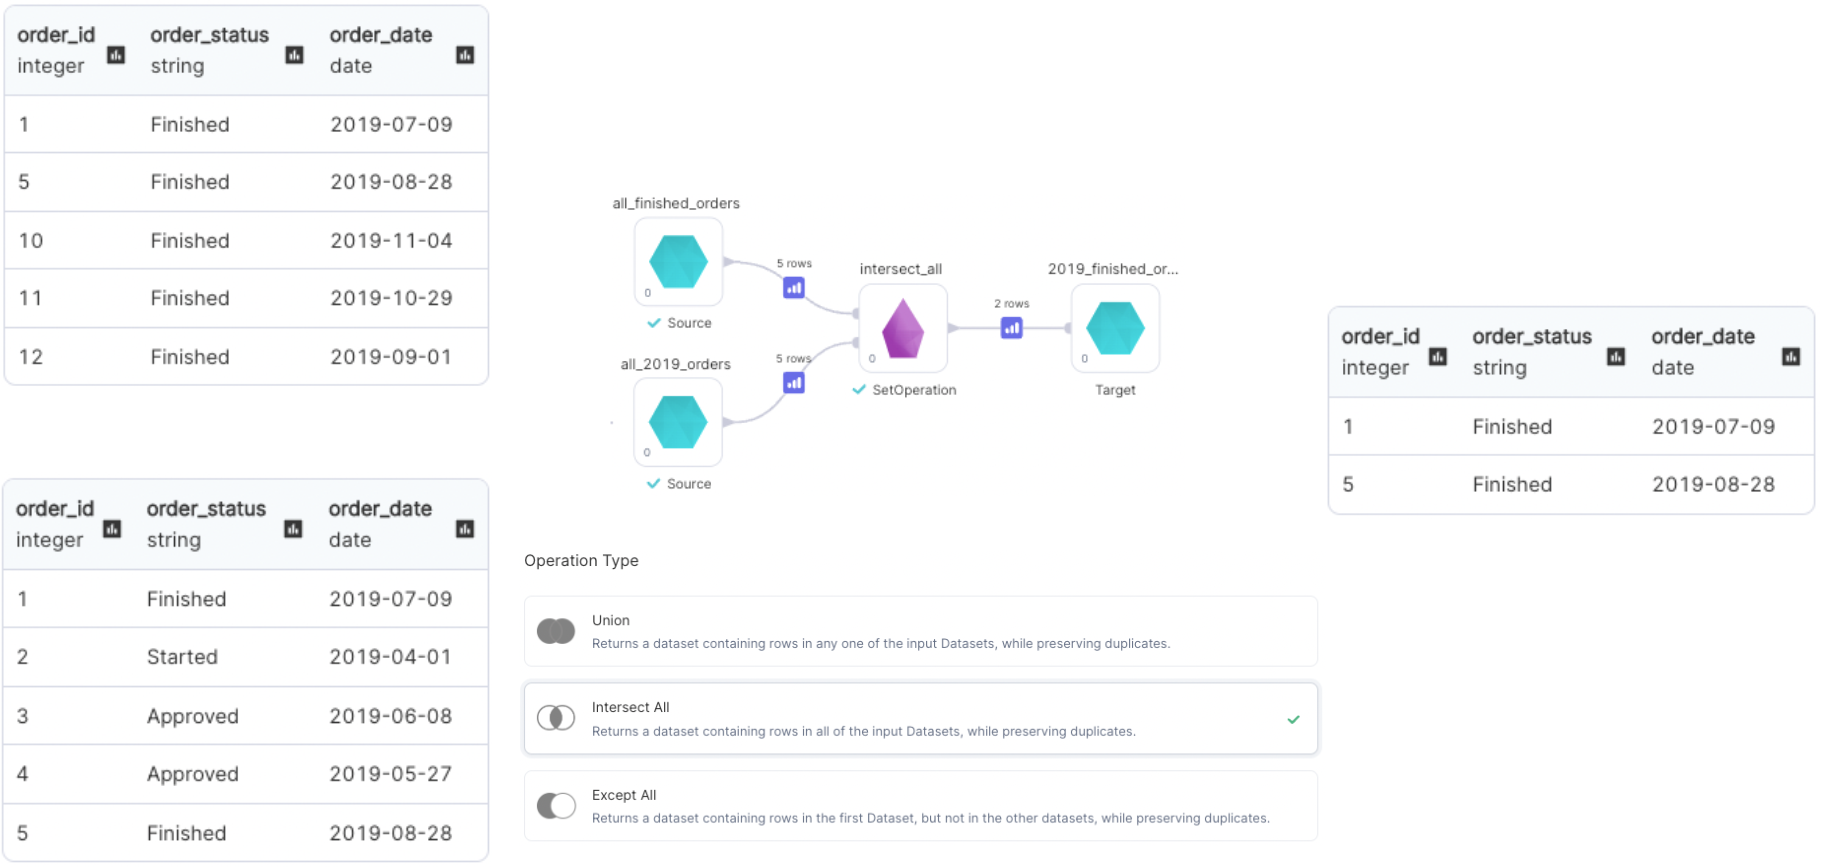 order_id order_status order_date
integer string date
1 Finished 2019-07-09
5 Finished 2019-08-28
10 Finished 2019-11-04
11 Finished 2019-10-29
12 Finished 2019-09-01
order_id order_status order_date
integer string date
1 Finished 2019-07-09
2 Started 2019-04-01
3 Approved 2019-06-08
4 Approved 2019-05-27
5 Finished 2019-08-28
all_finished_orders
0
Source
5 rows
all_2019_orders
0
Source
5 rows
intersect_all
0
SetOperation
2 rows
2019_finished_or...
0
Target
Operation Type
Union
Returns a dataset containing rows in any one of the input Datasets, while preserving duplicates.
Intersect All
Returns a dataset containing rows in all of the input Datasets, while preserving duplicates.
Except All
Returns a dataset containing rows in the first Dataset, but not in the other datasets, while preserving duplicates.
order_id order_status order_date
integer string date
1 Finished 2019-07-09
5 Finished 2019-08-28